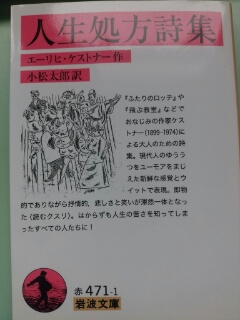 人生処方詩集
エーリヒ・ケストナー作
小松太郎訳
『ふたりのロッテ』や
『飛ぶ教室』などで
おなじみの作家ケス
トナー(1899-1974)に
よる大人のための詩
集。現代人のゆうう
つをユーモアをまじ
えた新鮮な感覚とウ
イットで表現。即物
的でありながら抒情的、悲しさと笑いが渾然一体となっ
た〈読むクスリ〉。はからずも人生の苦さを知ってしま
ったすべての人たちに!
赤 471-1
岩波文庫